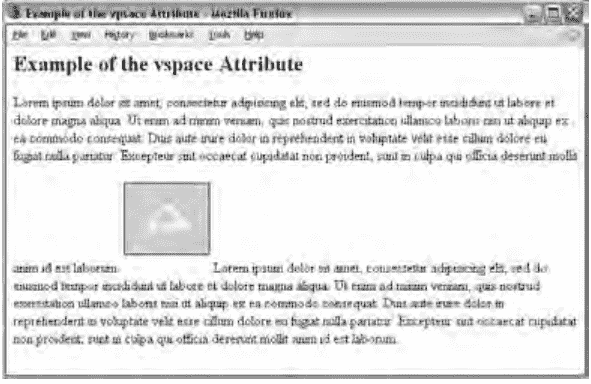 Example of the vspace Attribute - Mozilla Firefox
File Edit View History Bookmarks Tools Help
Example of the vspace Attribute
Lorem ipsum dolor sit amet, consectetur adipisicing elit, sed do eiusmod tempor incididunt ut labore et
dolore magna aliqua. Ut enim ad minim veniam, quis nostrud exercitation ullamco laboris nisi ut aliquip ex
ea commodo consequat. Duis aute irure dolor in reprehenderit in voluptate velit esse cillum dolore eu
fugiat nulla pariatur. Excepteur sint occaecat cupidatat non proident, sunt in culpa qui officia deserunt mollit
anim id est laborum. Lorem ipsum dolor sit amet, consectetur adipisicing elit, sed do
eiusmod tempor incididunt ut labore et dolore magna aliqua. Ut enim ad minim veniam, quis nostrud
exercitation ullamco laboris nisi ut aliquip ex ea commodo consequat. Duis aute irure dolor in
reprehenderit in voluptate velit esse cillum dolore eu fugiat nulla pariatur. Excepteur sint occaecat cupidatat
non proident, sunt in culpa qui officia deserunt mollit anim id est laborum.